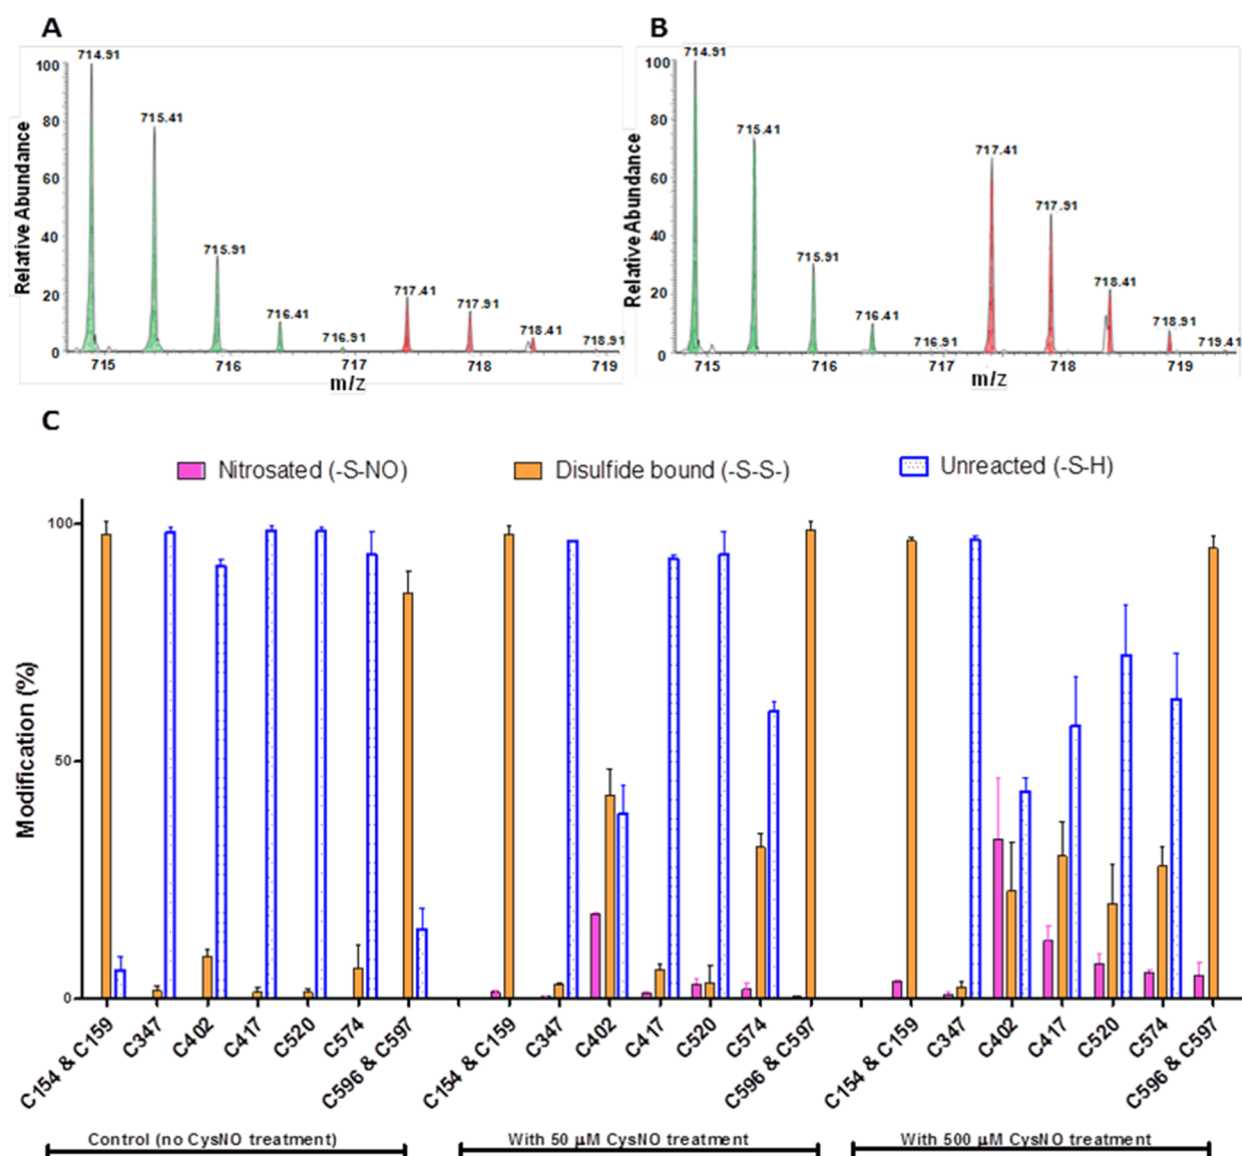 A
B
714.91
715.41
715.91
716.41
716.91
717.41
717.91
718.41
718.91
100
80
60
40
20
0
715
716
717
718
719
Relative Abundance
m/z
714.91
715.41
715.91
716.41
716.91
717.41
717.91
718.41
718.91
719.41
100
80
60
40
20
0
715
716
717
718
719
Relative Abundance
m/z
C
Nitrosated (-S-NO)
Disulfide bound (-S-S-)
Unreacted (-S-H)
Modification (%)
100
50
0
C154 & C159
C347
C402
C417
C520
C574
C596 & C597
C154 & C159
C347
C402
C417
C520
C574
C596 & C597
C154 & C159
C347
C402
C417
C520
C574
C596 & C597
Control (no CysNO treatment)
With 50 µM CysNO treatment
With 500 µM CysNO treatment